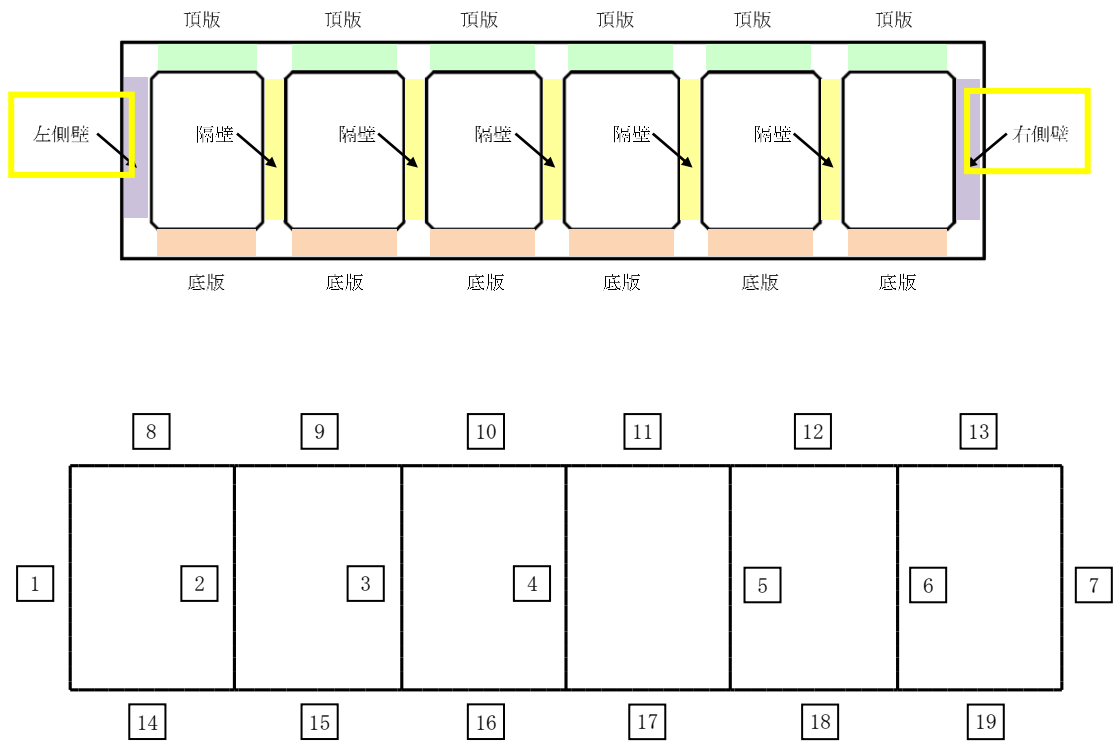 頂版 頂版 頂版 頂版 頂版 頂版
左側壁 隔壁 隔壁 隔壁 隔壁 隔壁 右側壁
底版 底版 底版 底版 底版 底版
8 9 10 11 12 13
1 2 3 4 5 6 7
14 15 16 17 18 19